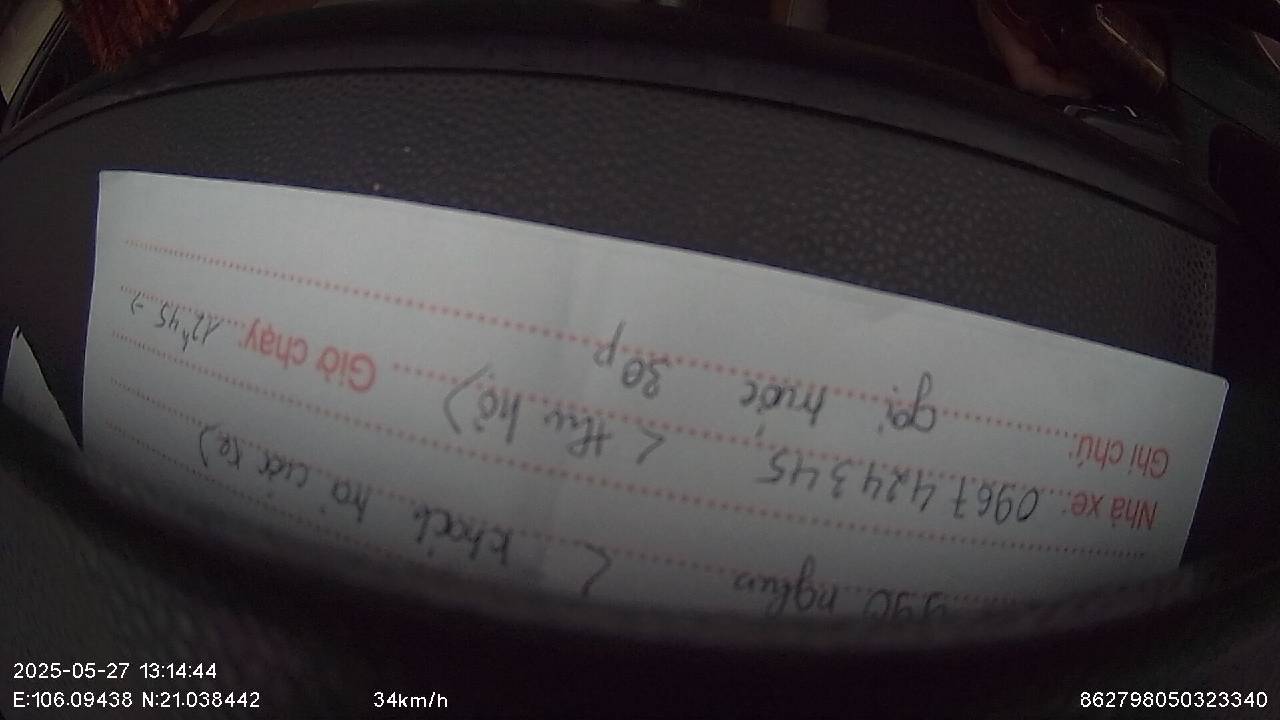 990 nghìn < khách trả cước xe)
Nhà xe: 0967424345 < thu hộ) Giờ chạy: 12h45 →
Ghi chú: gọi trước 30p
2025-05-27 13:14:44
E:106.09438 N:21.038442 34km/h 862798050323340